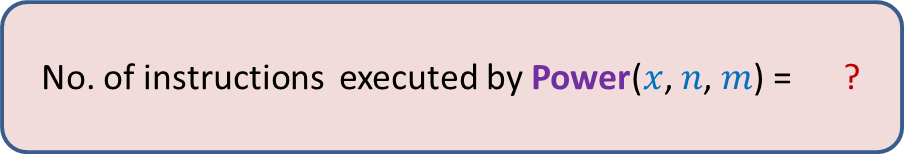 No. of instructions executed by Power(x, n, m) = ?